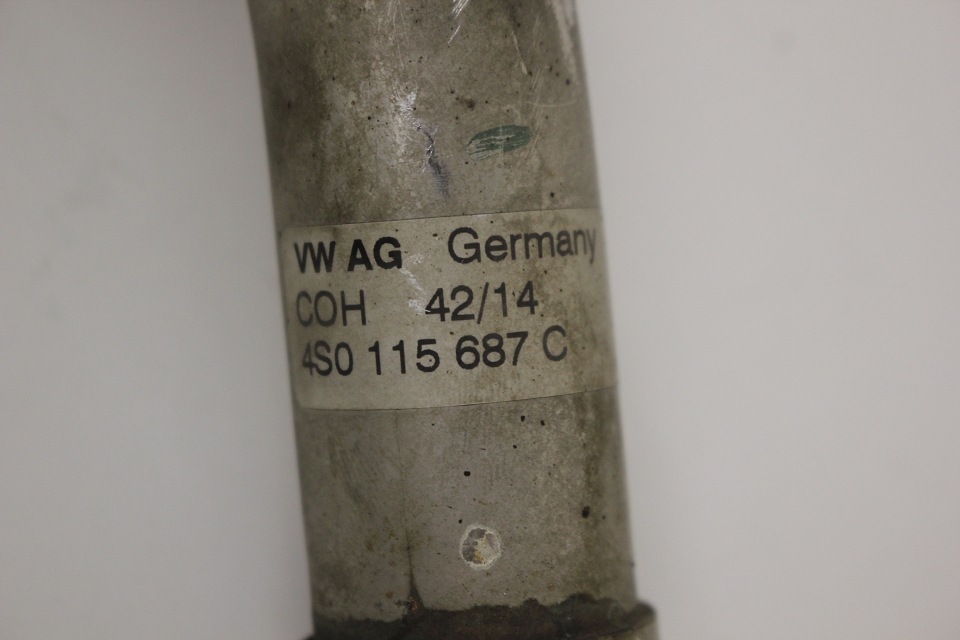 VW AG Germany
COH 42/14
4S0 115 687 C